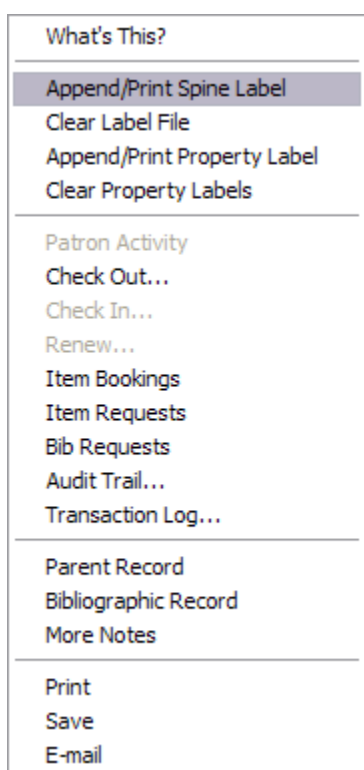 What's This?
Append/Print Spine Label
Clear Label File
Append/Print Property Label
Clear Property Labels
Patron Activity
Check Out...
Check In...
Renew...
Item Bookings
Item Requests
Bib Requests
Audit Trail...
Transaction Log...
Parent Record
Bibliographic Record
More Notes
Print
Save
E-mail